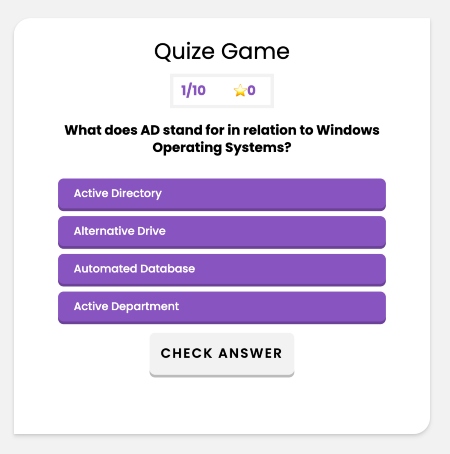 Quize Game
1/10 ⭐0
What does AD stand for in relation to Windows
Operating Systems?
Active Directory
Alternative Drive
Automated Database
Active Department
CHECK ANSWER